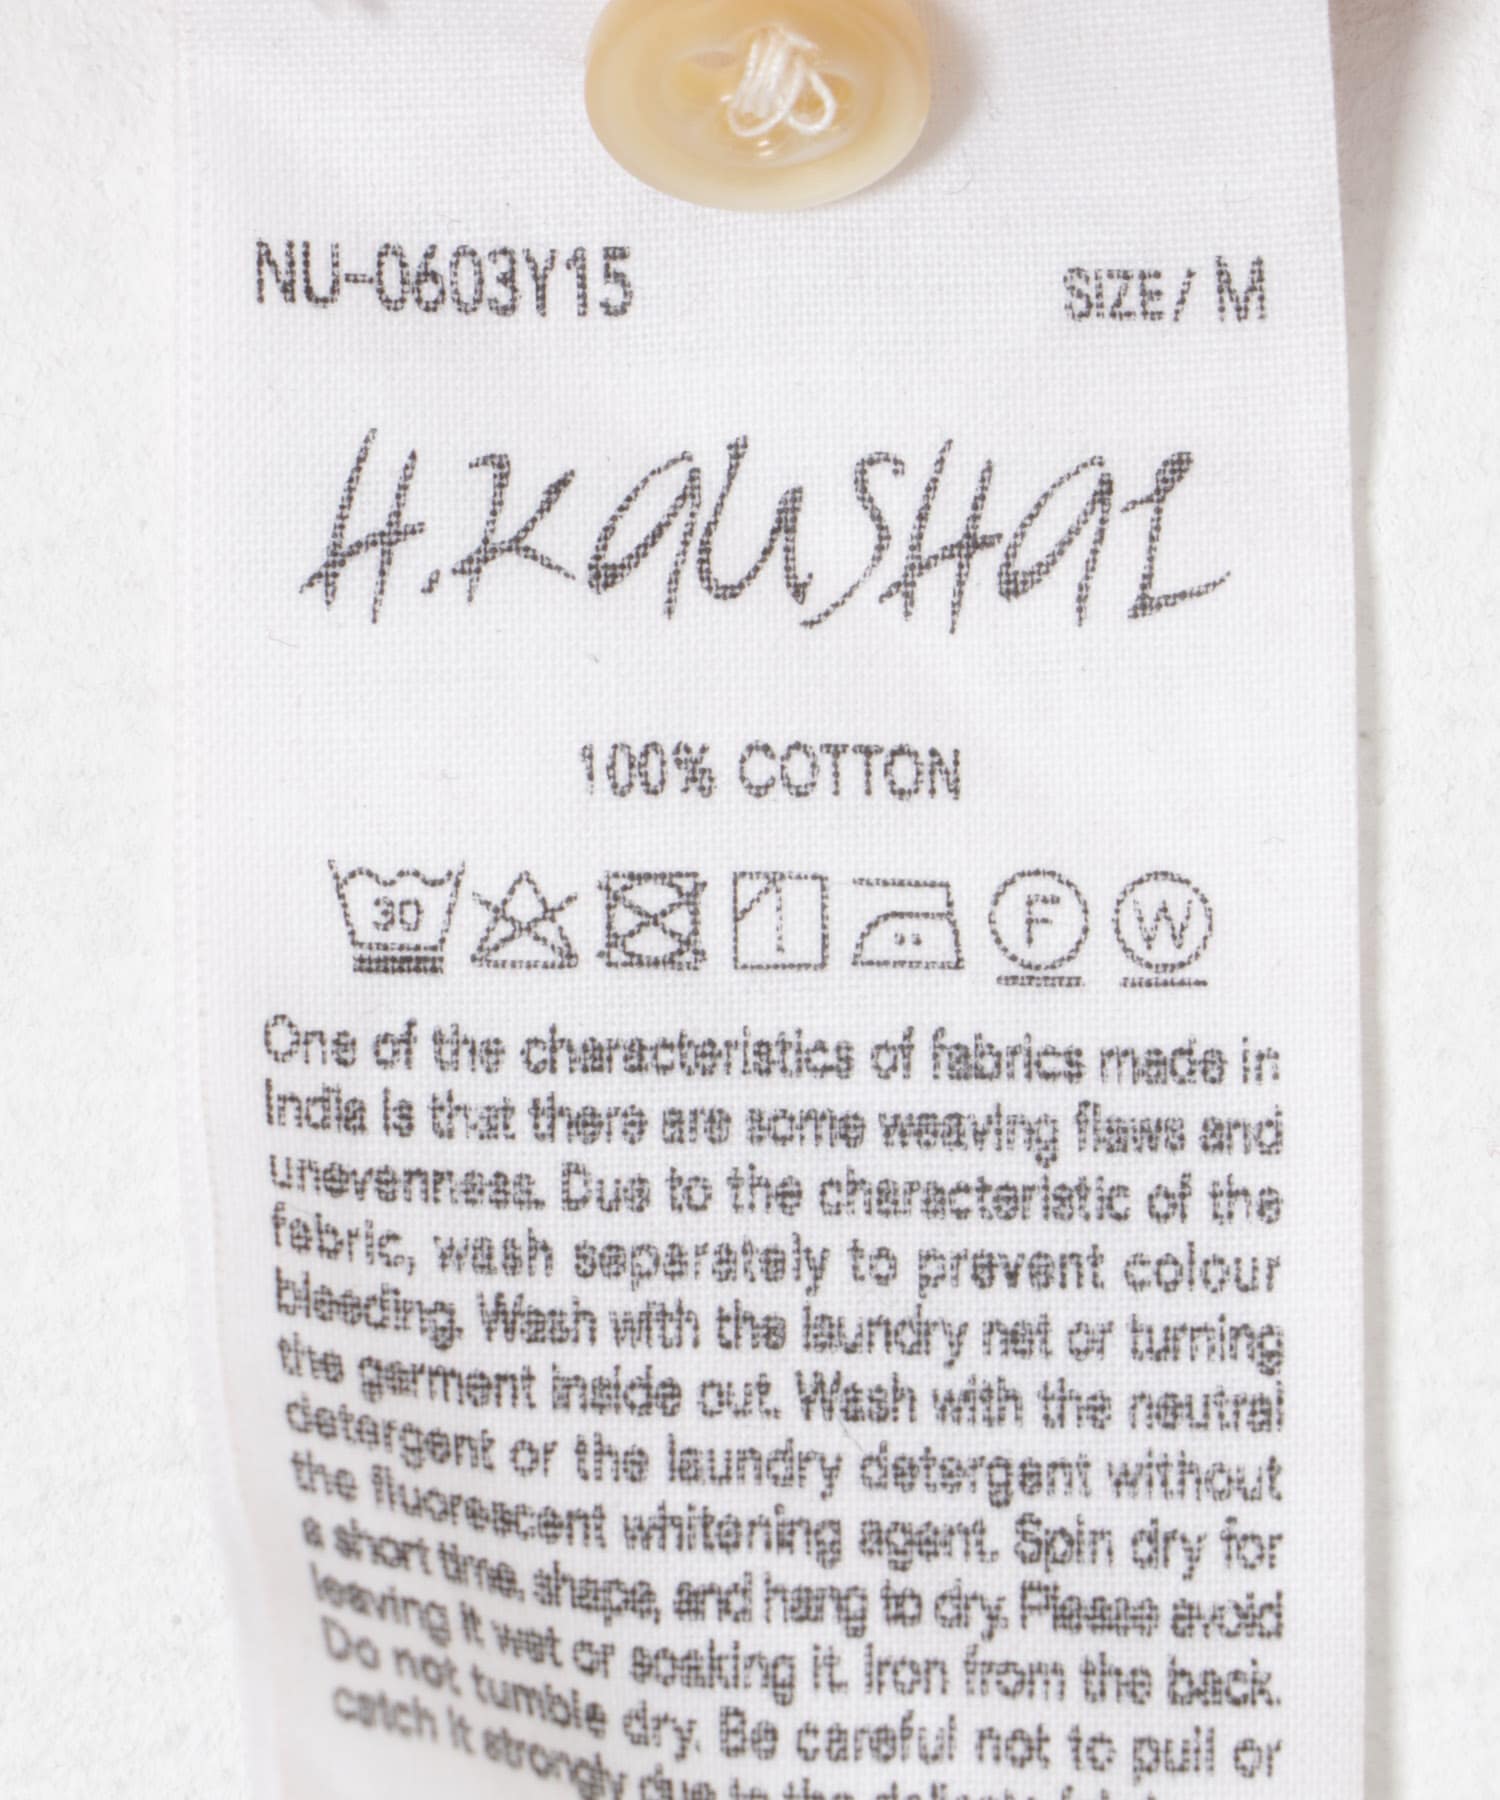 NU-0603Y15 SIZE/ M
H.KAUSHAL
100% COTTON
30 F W
One of the characteristics of fabrics made in
India is that there are some weaving flaws and
unevenness. Due to the characteristic of the
fabric, wash separately to prevent colour
bleeding. Wash with the laundry net or turning
the garment inside out. Wash with the neutral
detergent or the laundry detergent without
the fluorescent whitening agent. Spin dry for
a short time, shape, and hang to dry. Please avoid
leaving it wet or soaking it. Iron from the back.
Do not tumble dry. Be careful not to pull or
catch it strongly due to the delicate